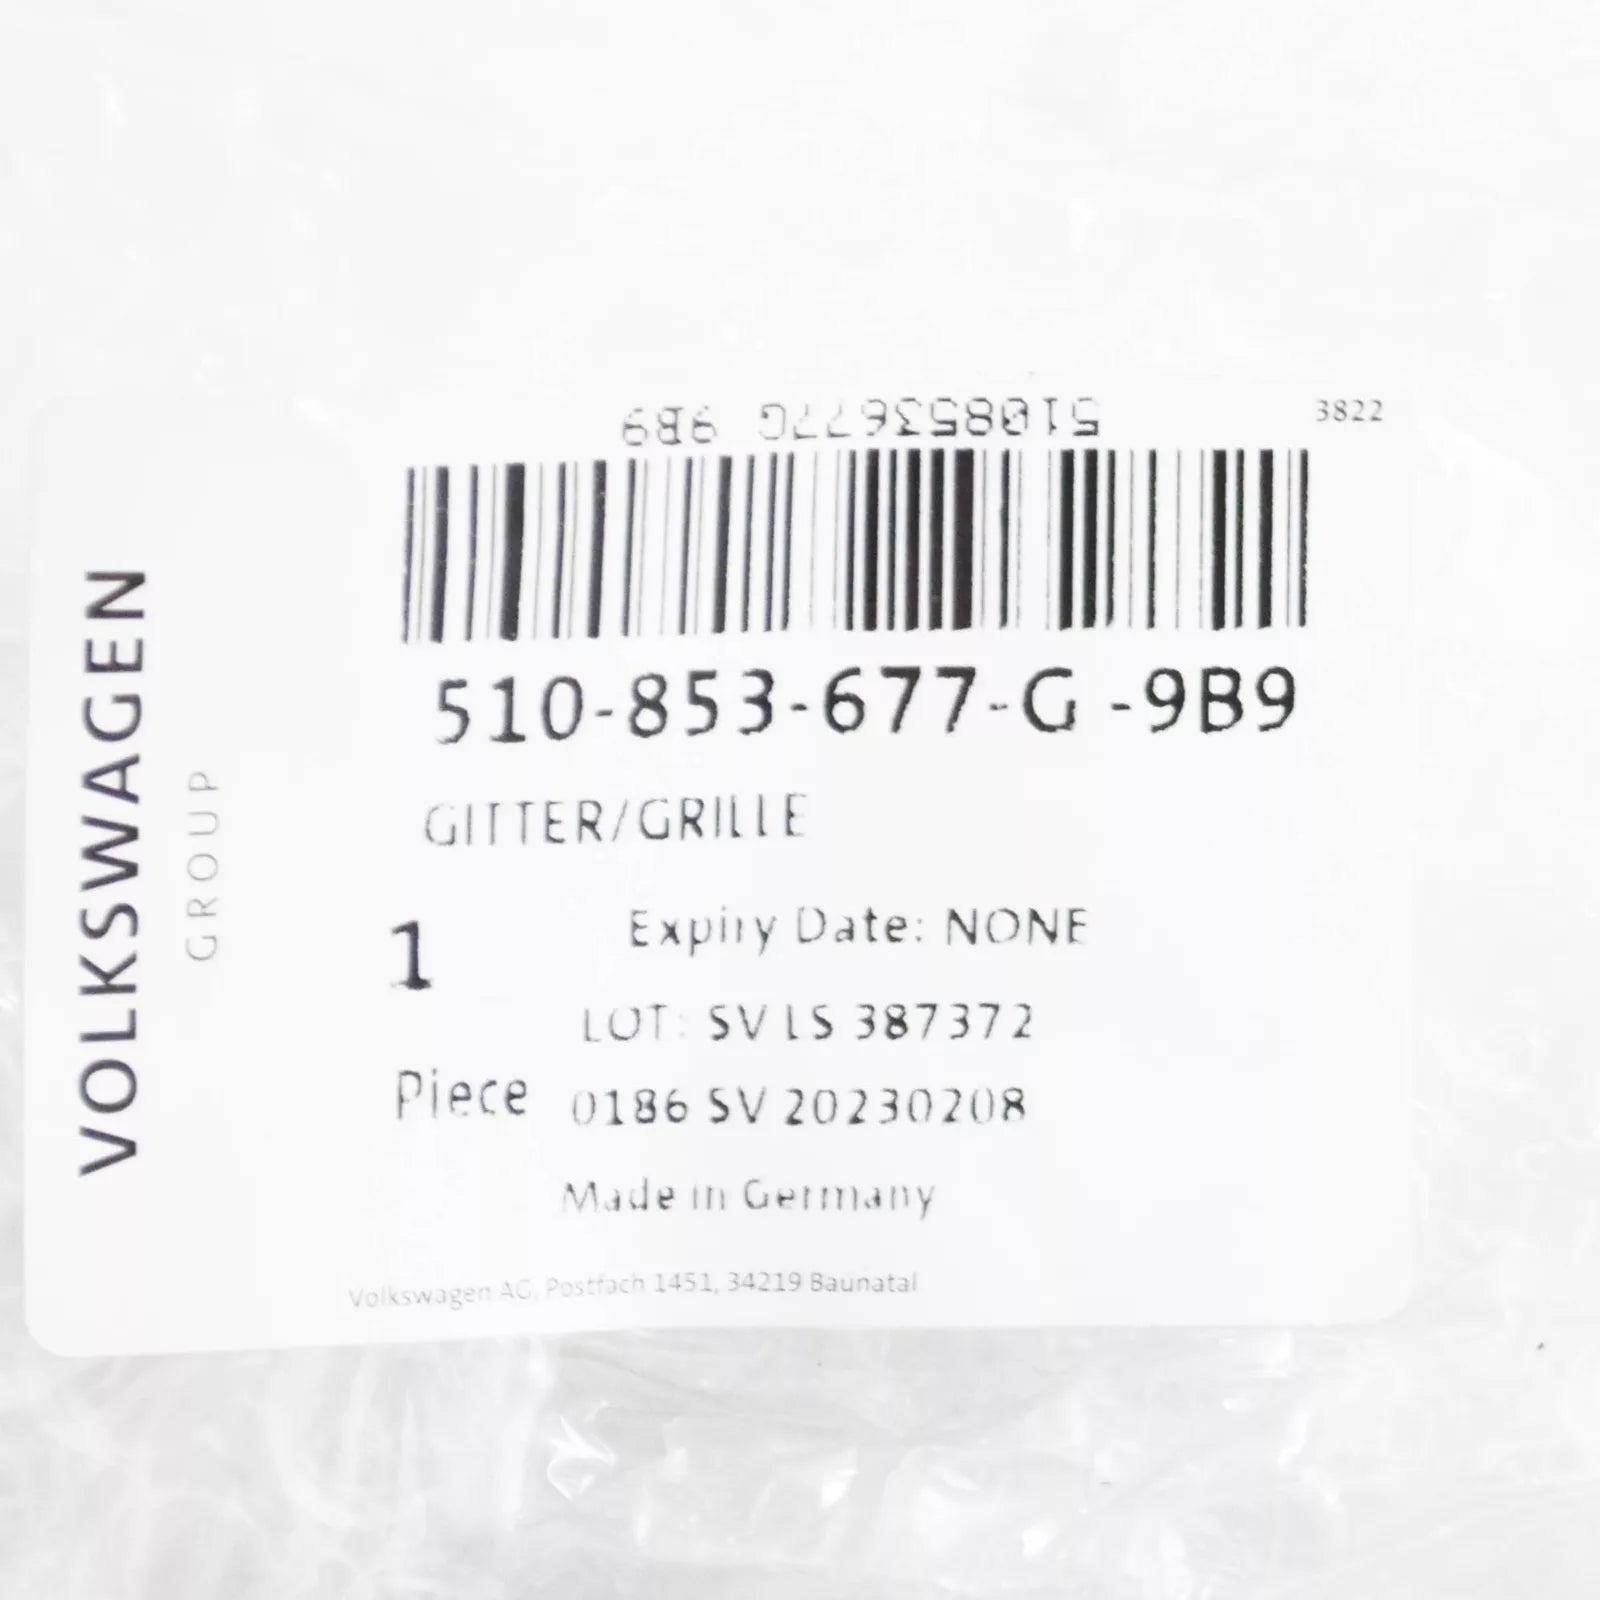 510853677G 9B9
3822
510-853-677-G -9B9
GITTER/GRILLE
1
Expiry Date: NONE
LOT: SV LS 387372
Piece
0186 SV 20230208
Made in Germany
Volkswagen AG, Postfach 1451, 34219 Baunatal
VOLKSWAGEN
GROUP